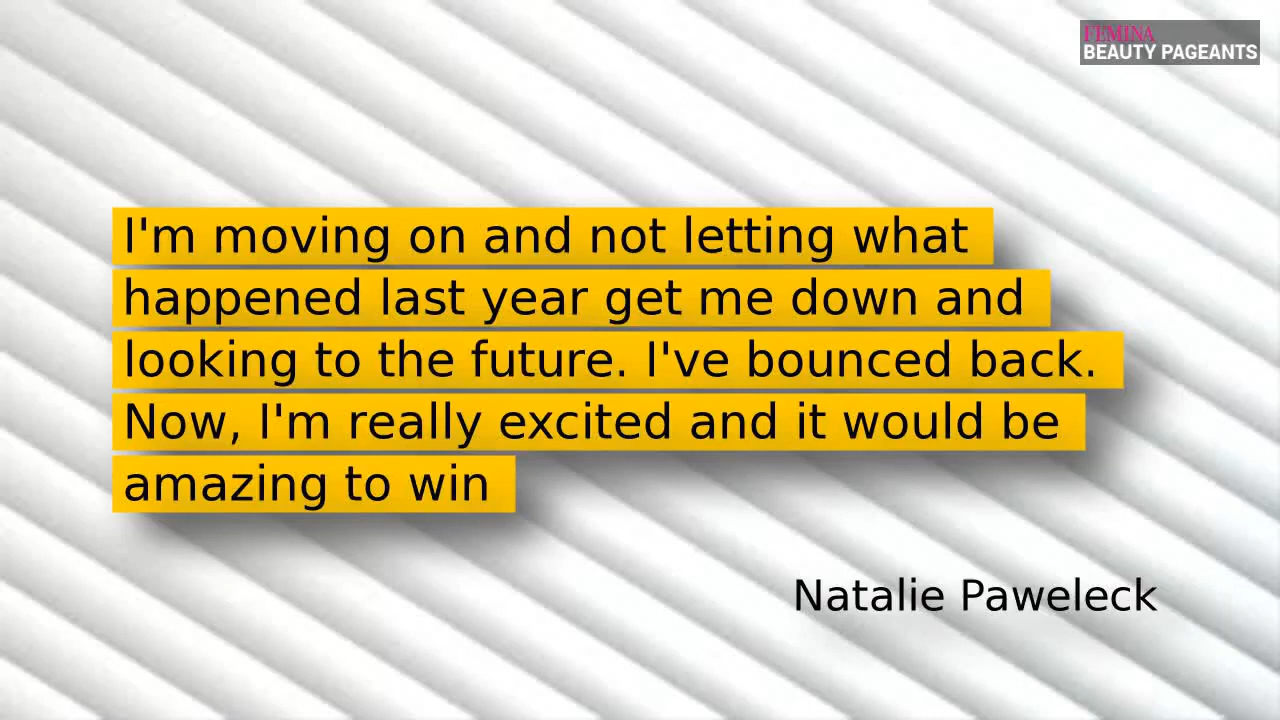 FEMINA
BEAUTY PAGEANTS
I'm moving on and not letting what
happened last year get me down and
looking to the future. I've bounced back.
Now, I'm really excited and it would be
amazing to win
Natalie Paweleck